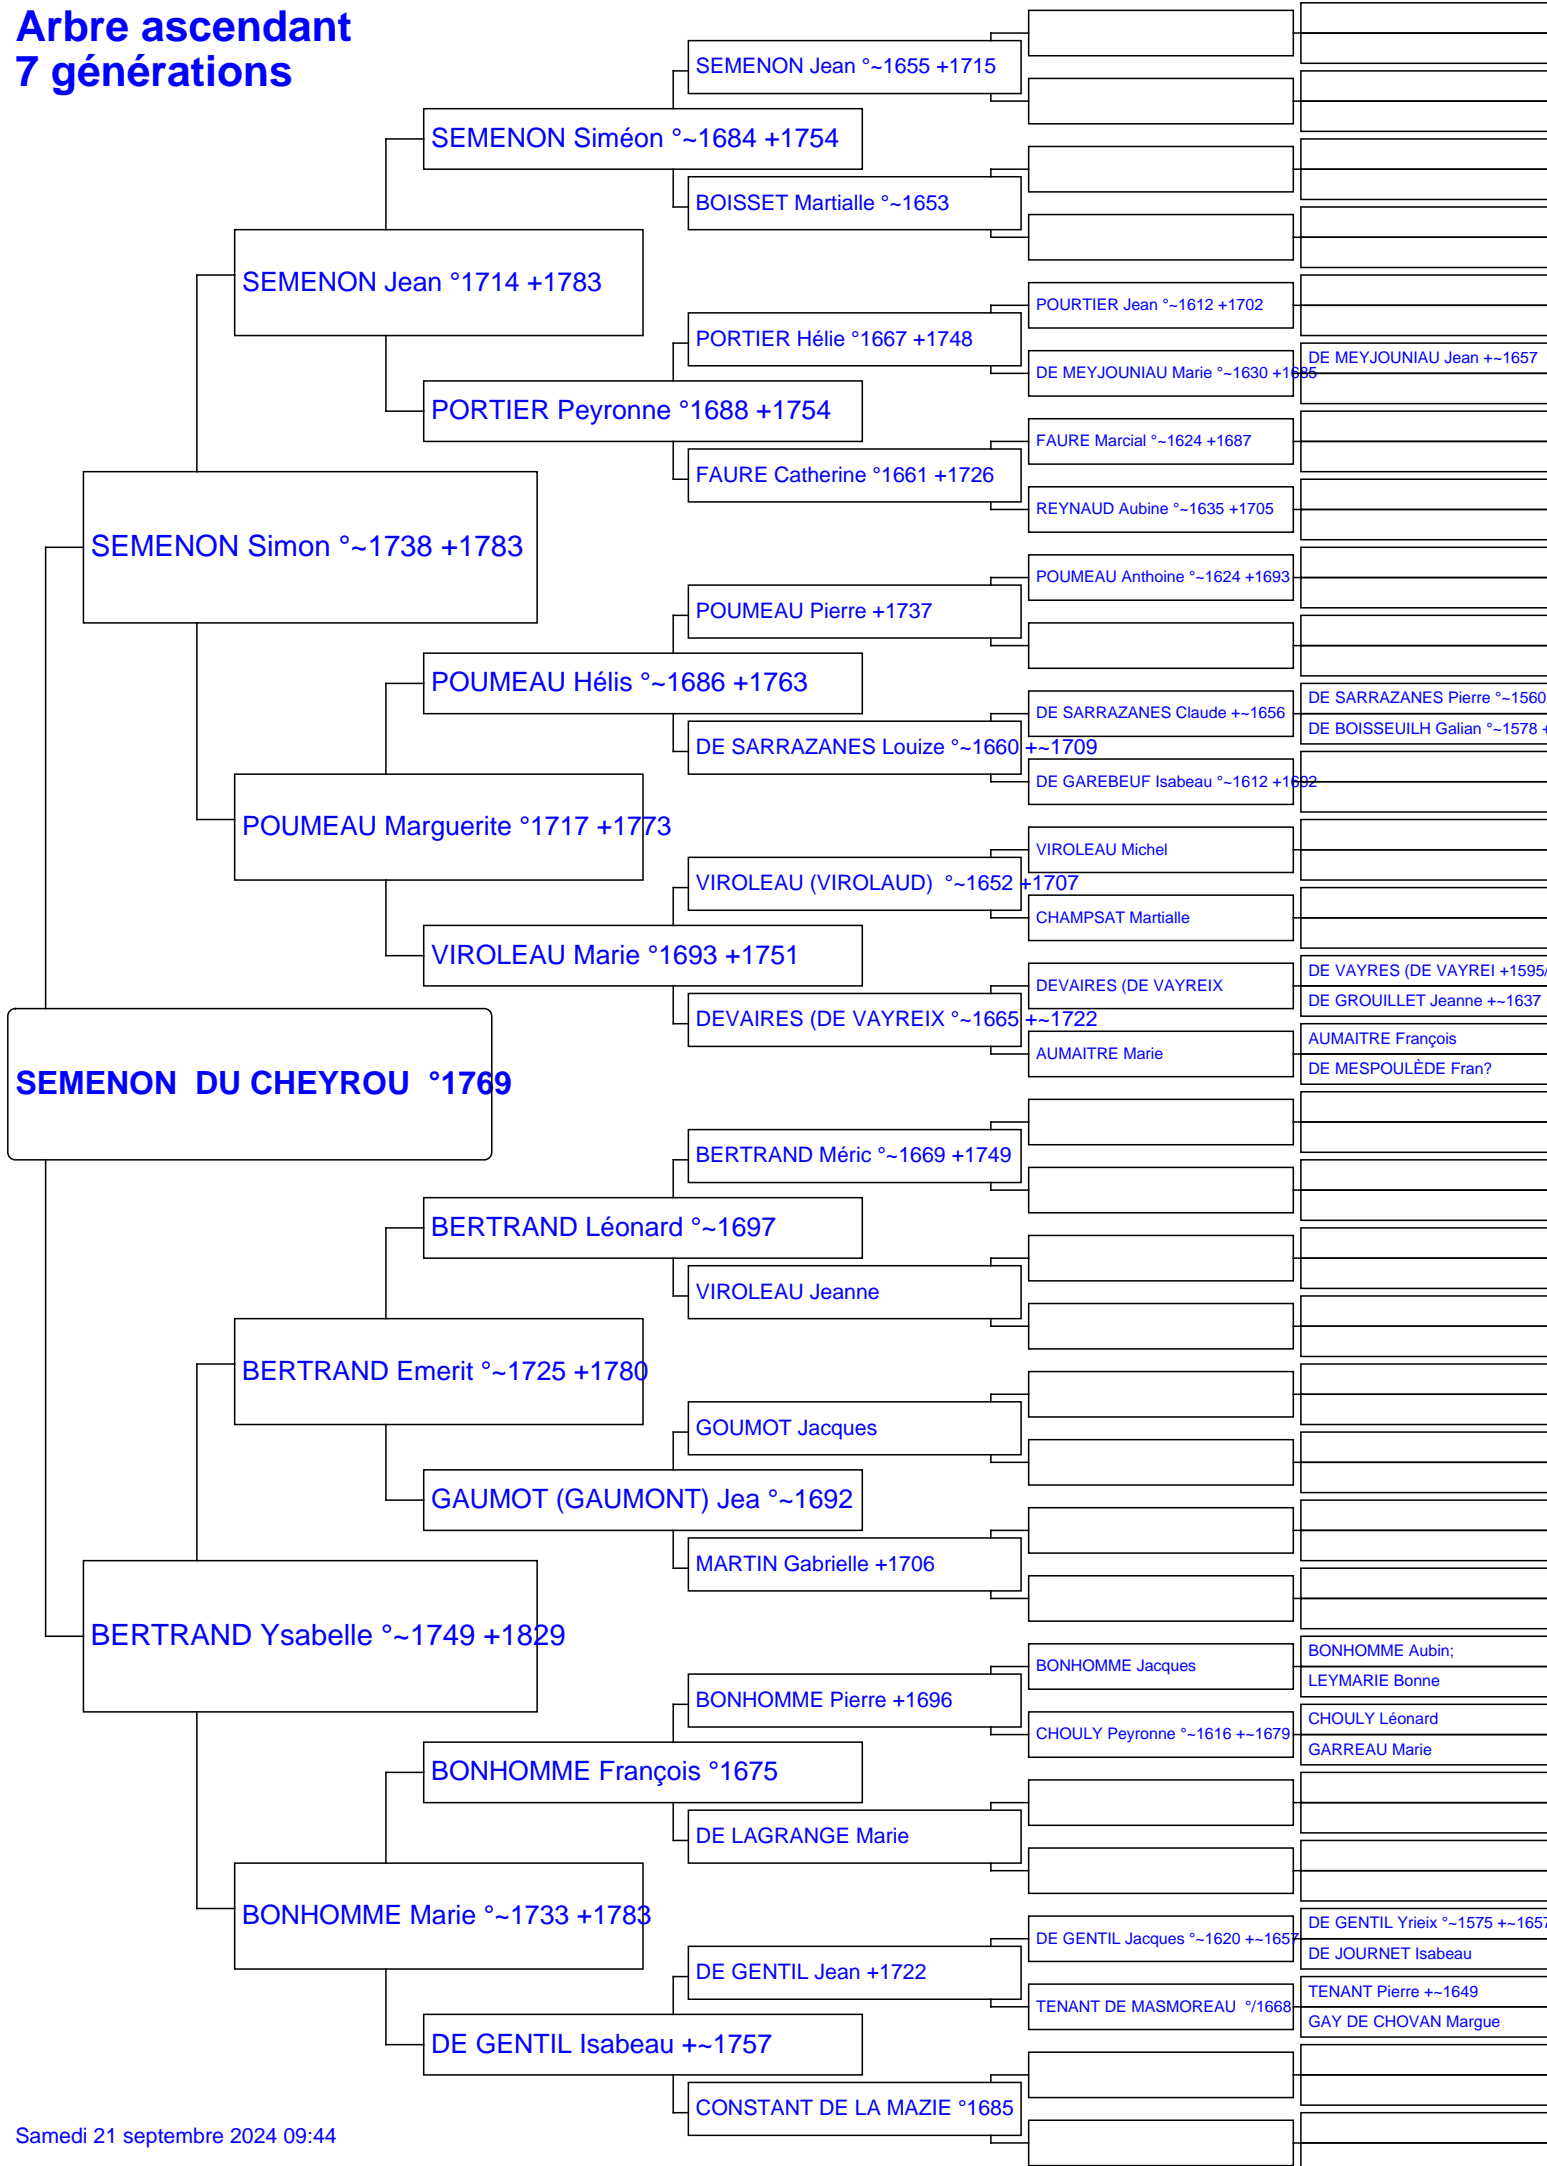 Arbre ascendant
7 générations
SEMENON Jean °~1655 +1715
SEMENON Siméon °~1684 +1754
BOISSET Martialle °~1653
SEMENON Jean °1714 +1783
POURTIER Jean °~1612 +1702
PORTIER Hélie °1667 +1748
DE MEYJOUNIAU Jean +~1657
DE MEYJOUNIAU Marie °~1630 +1685
PORTIER Peyronne °1688 +1754
FAURE Marcial °~1624 +1687
FAURE Catherine °1661 +1726
REYNAUD Aubine °~1635 +1705
SEMENON Simon °~1738 +1783
POUMEAU Anthoine °~1624 +1693
POUMEAU Pierre +1737
POUMEAU Hélis °~1686 +1763
DE SARRAZANES Pierre °~1560
DE SARRAZANES Claude +~1656
DE BOISSEUILH Galian °~1578 +
DE SARRAZANES Louize °~1660 +~1709
DE GAREBEUF Isabeau °~1612 +1692
POUMEAU Marguerite °1717 +1773
VIROLEAU Michel
VIROLEAU (VIROLAUD)  °~1652 +1707
CHAMPSAT Martialle
VIROLEAU Marie °1693 +1751
DE VAYRES (DE VAYREI +1595/
DEVAIRES (DE VAYREIX
DE GROUILLET Jeanne +~1637
DEVAIRES (DE VAYREIX °~1665 +~1722
AUMAITRE François
AUMAITRE Marie
DE MESPOULÈDE Fran?
SEMENON  DU CHEYROU  °1769
BERTRAND Méric °~1669 +1749
BERTRAND Léonard °~1697
VIROLEAU Jeanne
BERTRAND Emerit °~1725 +1780
GOUMOT Jacques
GAUMOT (GAUMONT) Jea °~1692
MARTIN Gabrielle +1706
BERTRAND Ysabelle °~1749 +1829
BONHOMME Aubin;
BONHOMME Jacques
LEYMARIE Bonne
BONHOMME Pierre +1696
CHOULY Léonard
CHOULY Peyronne °~1616 +~1679
GARREAU Marie
BONHOMME François °1675
DE LAGRANGE Marie
BONHOMME Marie °~1733 +1783
DE GENTIL Yrieix °~1575 +~1657
DE GENTIL Jacques °~1620 +~1657
DE JOURNET Isabeau
DE GENTIL Jean +1722
TENANT Pierre +~1649
TENANT DE MASMOREAU  °/1668
GAY DE CHOVAN Margue
DE GENTIL Isabeau +~1757
CONSTANT DE LA MAZIE °1685
Samedi 21 septembre 2024 09:44